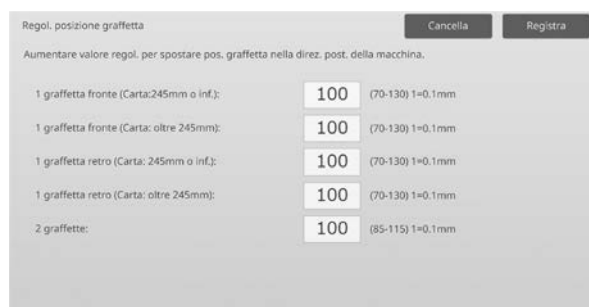 Regol. posizione graffetta Cancella Registra
Aumentare valore regol. per spostare pos. graffetta nella direz. post. della macchina.
1 graffetta fronte (Carta:245mm o inf.): 100 (70-130) 1=0.1mm
1 graffetta fronte (Carta: oltre 245mm): 100 (70-130) 1=0.1mm
1 graffetta retro (Carta: 245mm o inf.): 100 (70-130) 1=0.1mm
1 graffetta retro (Carta: oltre 245mm): 100 (70-130) 1=0.1mm
2 graffette: 100 (85-115) 1=0.1mm